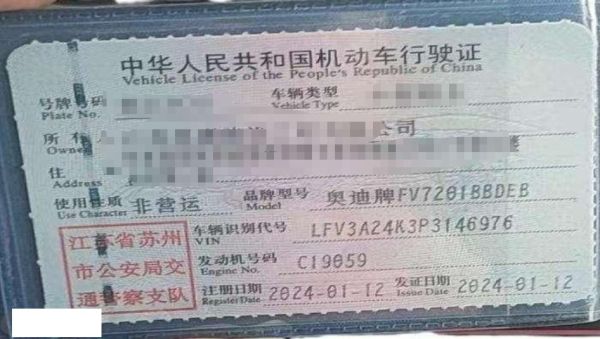 中华人民共和国机动车行驶证
Vehicle License of the People's Republic of China
号牌号码 车辆类型
Plate No. Vehicle Type
所有人 公司
Owner
住
Address
使用性质 非营运 品牌型号 奥迪牌FV7201BBDEB
Use Character Model
江苏省苏州 车辆识别代号 LFV3A24K3P3146976
市公安局交 VIN
通警察支队 发动机号码 C19059
Engine No.
注册日期 2024-01-12 发证日期 2024-01-12
Register Date Issue Date